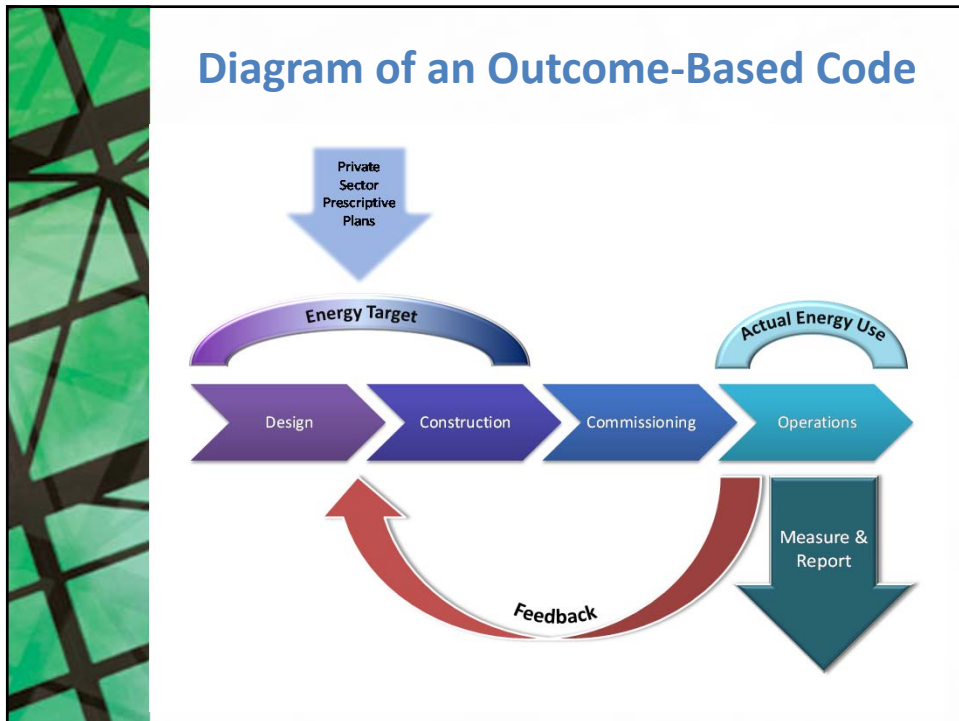 Diagram of an Outcome-Based Code
Private
Sector
Prescriptive
Plans
Energy Target
Actual Energy Use
Design
Construction
Commissioning
Operations
Measure &
Report
Feedback